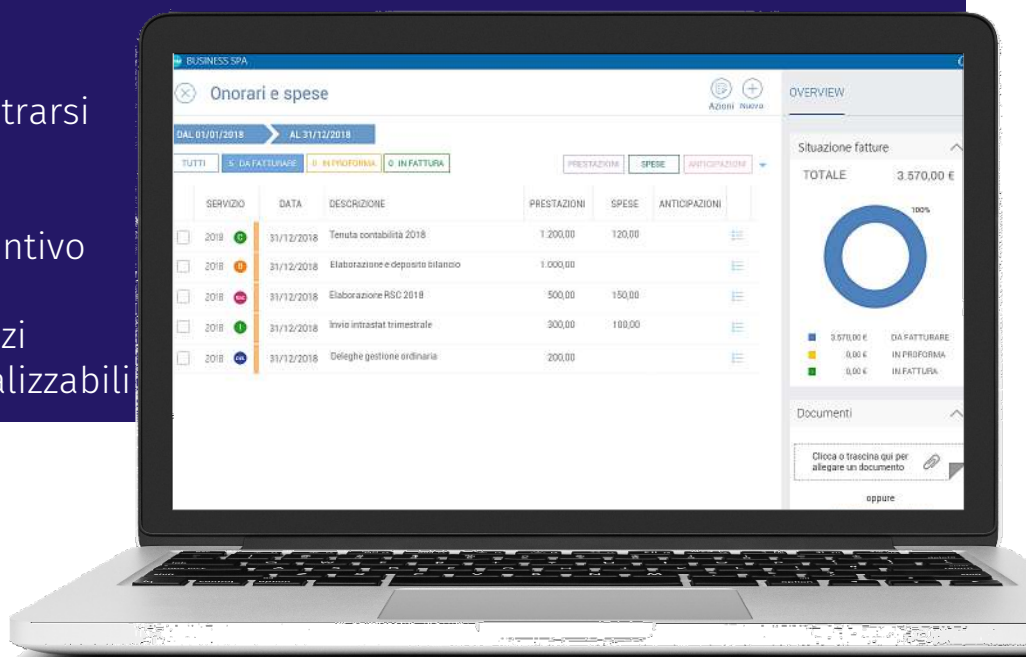 trarsi
ntivo
zi
alizzabili
BUSINESS SPA
Onorari e spese
Azioni Nuovo
OVERVIEW
DAL 01/01/2018 AL 31/12/2018
TUTTI 5 DA FATTURARE 0 IN PROFORMA 0 IN FATTURA PRESTAZIONI SPESE ANTICIPAZIONI
SERVIZIO DATA DESCRIZIONE PRESTAZIONI SPESE ANTICIPAZIONI
2018 C 31/12/2018 Tenuta contabilità 2018 1.200,00 120,00
2018 B 31/12/2018 Elaborazione e deposito bilancio 1.000,00
2018 31/12/2018 Elaborazione RSC 2018 500,00 150,00
2018 I 31/12/2018 Invio intrastat trimestrale 300,00 100,00
2018 31/12/2018 Deleghe gestione ordinaria 200,00
Situazione fatture
TOTALE 3.570,00 €
100%
3.570,00 € DA FATTURARE
0,00 € IN PROFORMA
0,00 € IN FATTURA
Documenti
Clicca o trascina qui per
allegare un documento
oppure